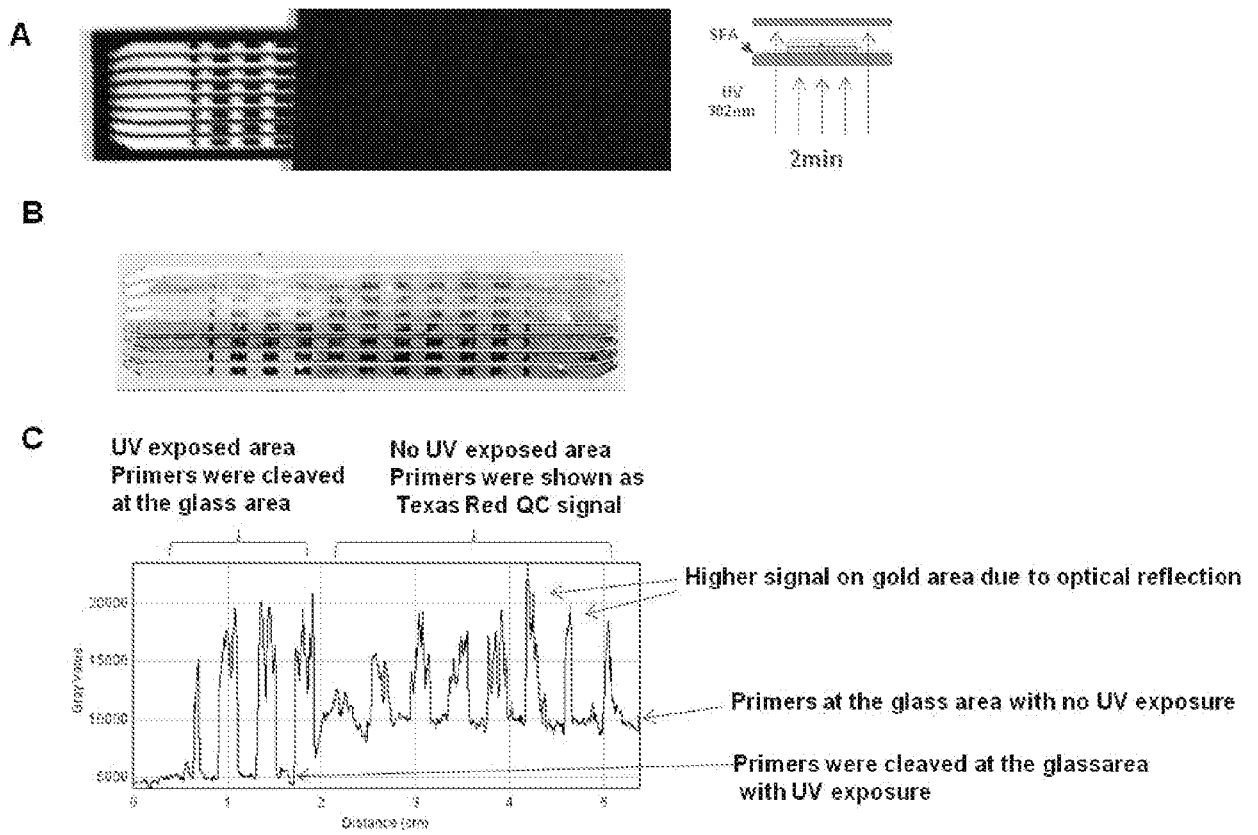 A
SFA
UV
302nm
2min
B
C
UV exposed area
Primers were cleaved
at the glass area
No UV exposed area
Primers were shown as
Texas Red QC signal
Higher signal on gold area due to optical reflection
Primers at the glass area with no UV exposure
Primers were cleaved at the glassarea
with UV exposure
Gray Value
20000
15000
10000
5000
0
1
2
3
4
5
Distance (cm)